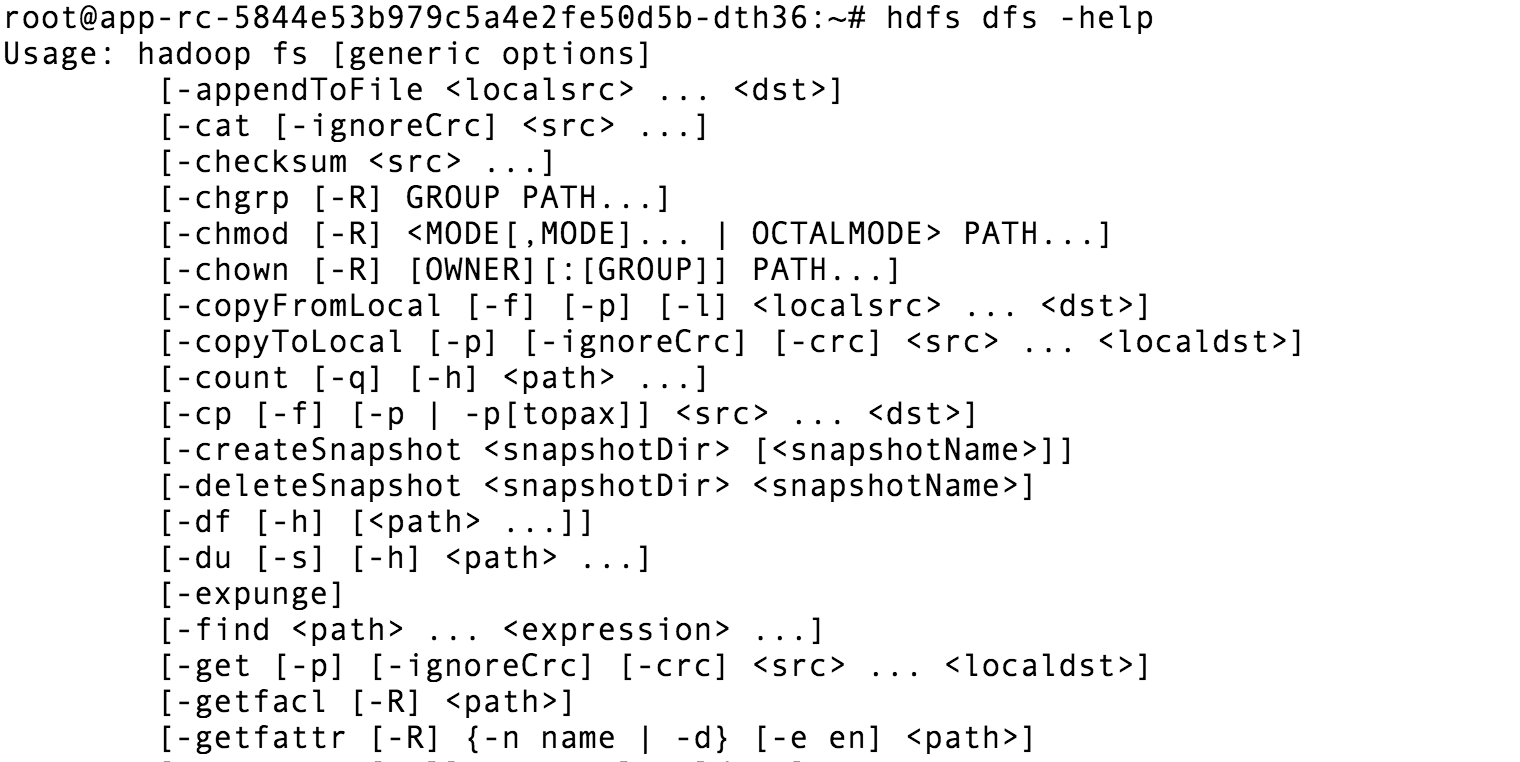 root@app-rc-5844e53b979c5a4e2fe50d5b-dth36:~# hdfs dfs -help
Usage: hadoop fs [generic options]
[-appendToFile <localsrc> ... <dst>]
[-cat [-ignoreCrc] <src> ...]
[-checksum <src> ...]
[-chgrp [-R] GROUP PATH...]
[-chmod [-R] <MODE[,MODE]... | OCTALMODE> PATH...]
[-chown [-R] [OWNER][:[GROUP]] PATH...]
[-copyFromLocal [-f] [-p] [-l] <localsrc> ... <dst>]
[-copyToLocal [-p] [-ignoreCrc] [-crc] <src> ... <localdst>]
[-count [-q] [-h] <path> ...]
[-cp [-f] [-p | -p[topax]] <src> ... <dst>]
[-createSnapshot <snapshotDir> [<snapshotName>]]
[-deleteSnapshot <snapshotDir> <snapshotName>]
[-df [-h] [<path> ...]]
[-du [-s] [-h] <path> ...]
[-expunge]
[-find <path> ... <expression> ...]
[-get [-p] [-ignoreCrc] [-crc] <src> ... <localdst>]
[-getfacl [-R] <path>]
[-getfattr [-R] {-n name | -d} [-e en] <path>]